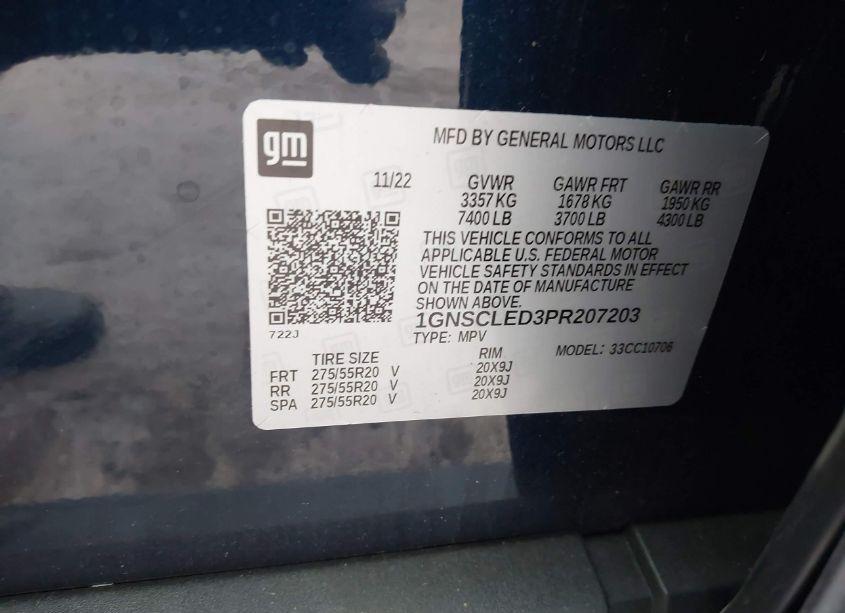 gm
MFD BY GENERAL MOTORS LLC
11/22 GVWR GAWR FRT GAWR RR
3357 KG 1678 KG 1950 KG
7400 LB 3700 LB 4300 LB
THIS VEHICLE CONFORMS TO ALL
APPLICABLE U.S. FEDERAL MOTOR
VEHICLE SAFETY STANDARDS IN EFFECT
ON THE DATE OF MANUFACTURE
SHOWN ABOVE.
1GNSCLED3PR207203
722J
TYPE: MPV MODEL: 33CC10706
TIRE SIZE RIM
FRT 275/55R20 V 20X9J
RR 275/55R20 V 20X9J
SPA 275/55R20 V 20X9J